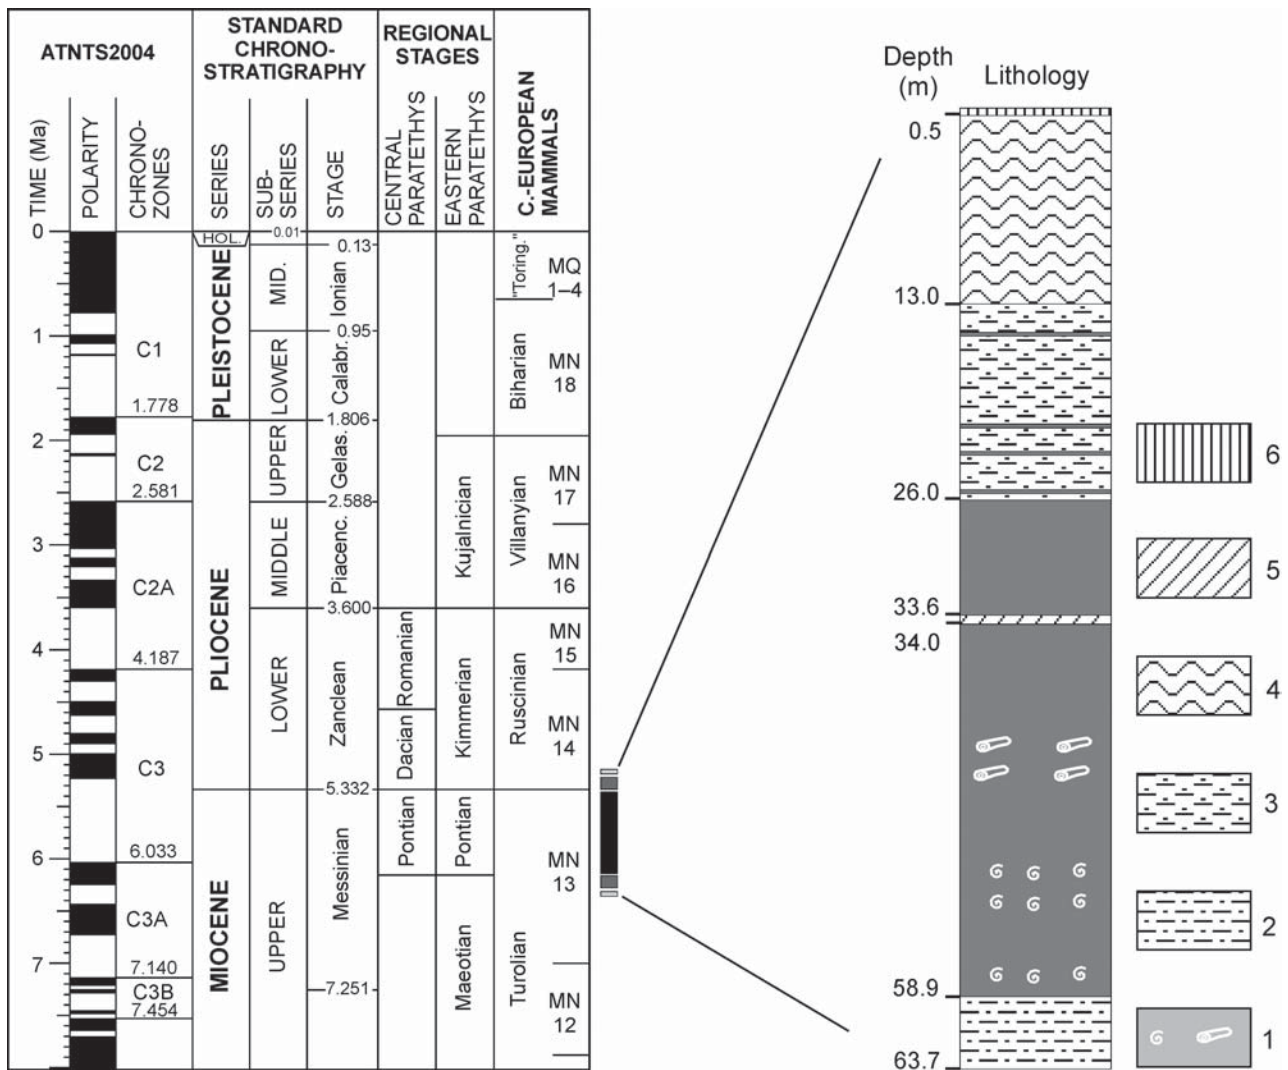 ATNTS2004
STANDARD
CHRONO-
STRATIGRAPHY
REGIONAL
STAGES
TIME (Ma)
POLARITY
CHRONO-
ZONES
SERIES
SUB-
SERIES
STAGE
CENTRAL
PARATETHYS
EASTERN
PARATETHYS
C.-EUROPEAN
MAMMALS
0
1
2
3
4
5
6
7
C1
1.778
C2
2.581
C2A
4.187
C3
6.033
C3A
7.140
C3B
7.454
HOL.
PLEISTOCENE
PLIOCENE
MIOCENE
0.01
MID.
LOWER
UPPER
MIDDLE
LOWER
UPPER
0.13
Ionian
0.95
Calabr.
1.806
Gelas.
2.588
Piacenc.
3.600
Zanclean
5.332
Messinian
7.251
Romanian
Dacian
Pontian
Kujalnician
Kimmerian
Pontian
Maeotian
"Toring."
Biharian
Villanyian
Ruscinian
Turolian
MQ
1–4
MN
18
MN
17
MN
16
MN
15
MN
14
MN
13
MN
12
Depth
(m)
Lithology
0.5
13.0
26.0
33.6
34.0
58.9
63.7
6
5
4
3
2
1